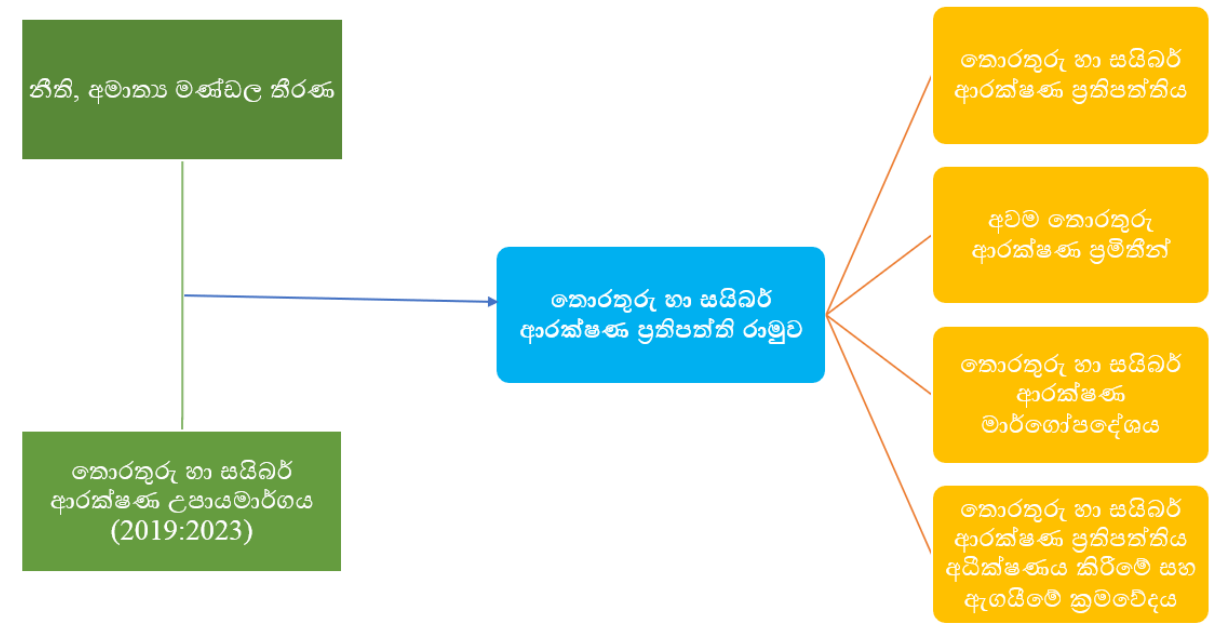 නීති, අමාත්‍ය මණ්ඩල තීරණ
තොරතුරු හා සයිබර්
ආරක්ෂණ උපායමාර්ගය
(2019:2023)
තොරතුරු හා සයිබර්
ආරක්ෂණ ප්‍රතිපත්ති රාමුව
තොරතුරු හා සයිබර්
ආරක්ෂණ ප්‍රතිපත්තිය
අවම තොරතුරු
ආරක්ෂණ ප්‍රමිතීන්
තොරතුරු හා සයිබර්
ආරක්ෂණ
මාර්ගෝපදේශය
තොරතුරු හා සයිබර්
ආරක්ෂණ ප්‍රතිපත්තිය
අධීක්ෂණය කිරීමේ සහ
ඇගයීමේ ක්‍රමවේදය